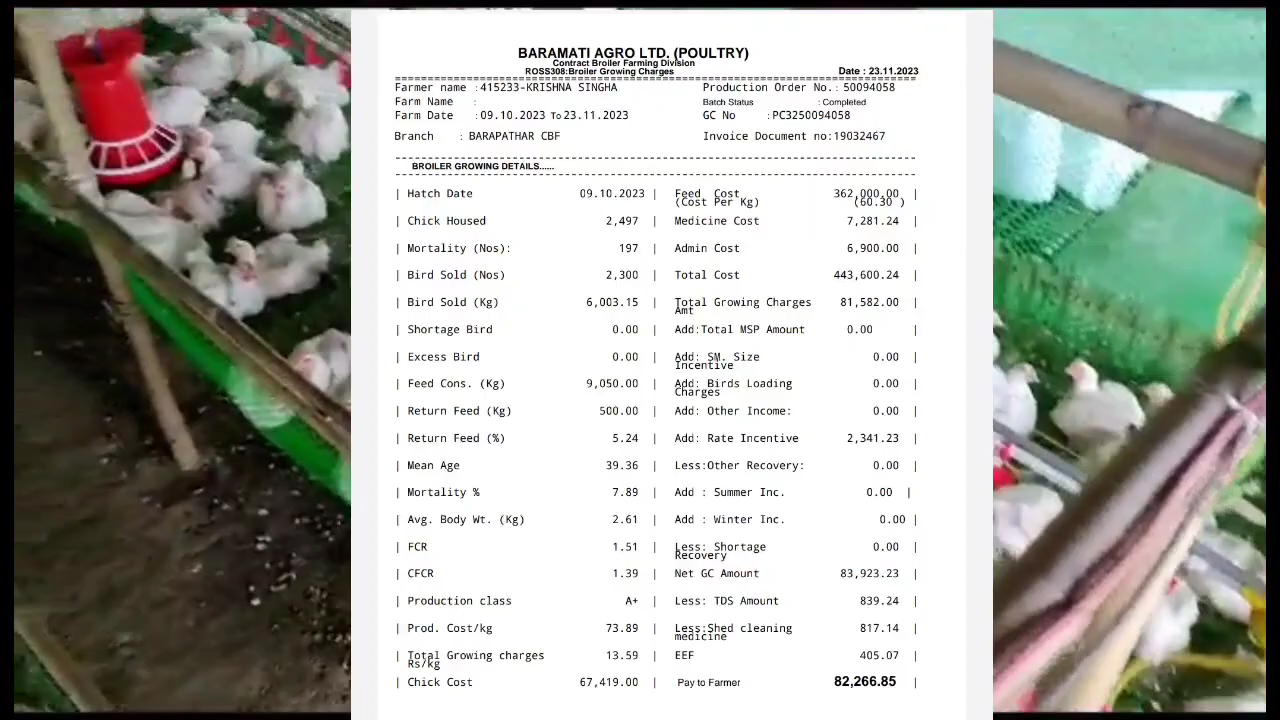 BARAMATI AGRO LTD. (POULTRY)
Contract Broiler Farming Division
ROSS308:Broiler Growing Charges
Date : 23.11.2023
Farmer name :415233-KRISHNA SINGHA Production Order No.: 50094058
Farm Name : Batch Status : Completed
Farm Date :09.10.2023 To 23.11.2023 GC No :PC3250094058
Branch : BARAPATHAR CBF Invoice Document no:19032467
BROILER GROWING DETAILS......
| Hatch Date 09.10.2023 | Feed Cost 362,000.00 |
(Cost Per Kg) (60.30 )
| Chick Housed 2,497 | Medicine Cost 7,281.24 |
| Mortality (Nos): 197 | Admin Cost 6,900.00 |
| Bird Sold (Nos) 2,300 | Total Cost 443,600.24 |
| Bird Sold (Kg) 6,003.15 | Total Growing Charges 81,582.00 |
Amt
| Shortage Bird 0.00 | Add:Total MSP Amount 0.00 |
| Excess Bird 0.00 | Add: SM. Size 0.00 |
Incentive
| Feed Cons. (Kg) 9,050.00 | Add: Birds Loading 0.00 |
Charges
| Return Feed (Kg) 500.00 | Add: Other Income: 0.00 |
| Return Feed (%) 5.24 | Add: Rate Incentive 2,341.23 |
| Mean Age 39.36 | Less:Other Recovery: 0.00 |
| Mortality % 7.89 | Add : Summer Inc. 0.00 |
| Avg. Body Wt. (Kg) 2.61 | Add : Winter Inc. 0.00 |
| FCR 1.51 | Less: Shortage 0.00 |
Recovery
| CFCR 1.39 | Net GC Amount 83,923.23 |
| Production class A+ | Less: TDS Amount 839.24 |
| Prod. Cost/kg 73.89 | Less:Shed cleaning 817.14 |
medicine
| Total Growing charges 13.59 | EEF 405.07 |
Rs/kg
| Chick Cost 67,419.00 | Pay to Farmer 82,266.85 |